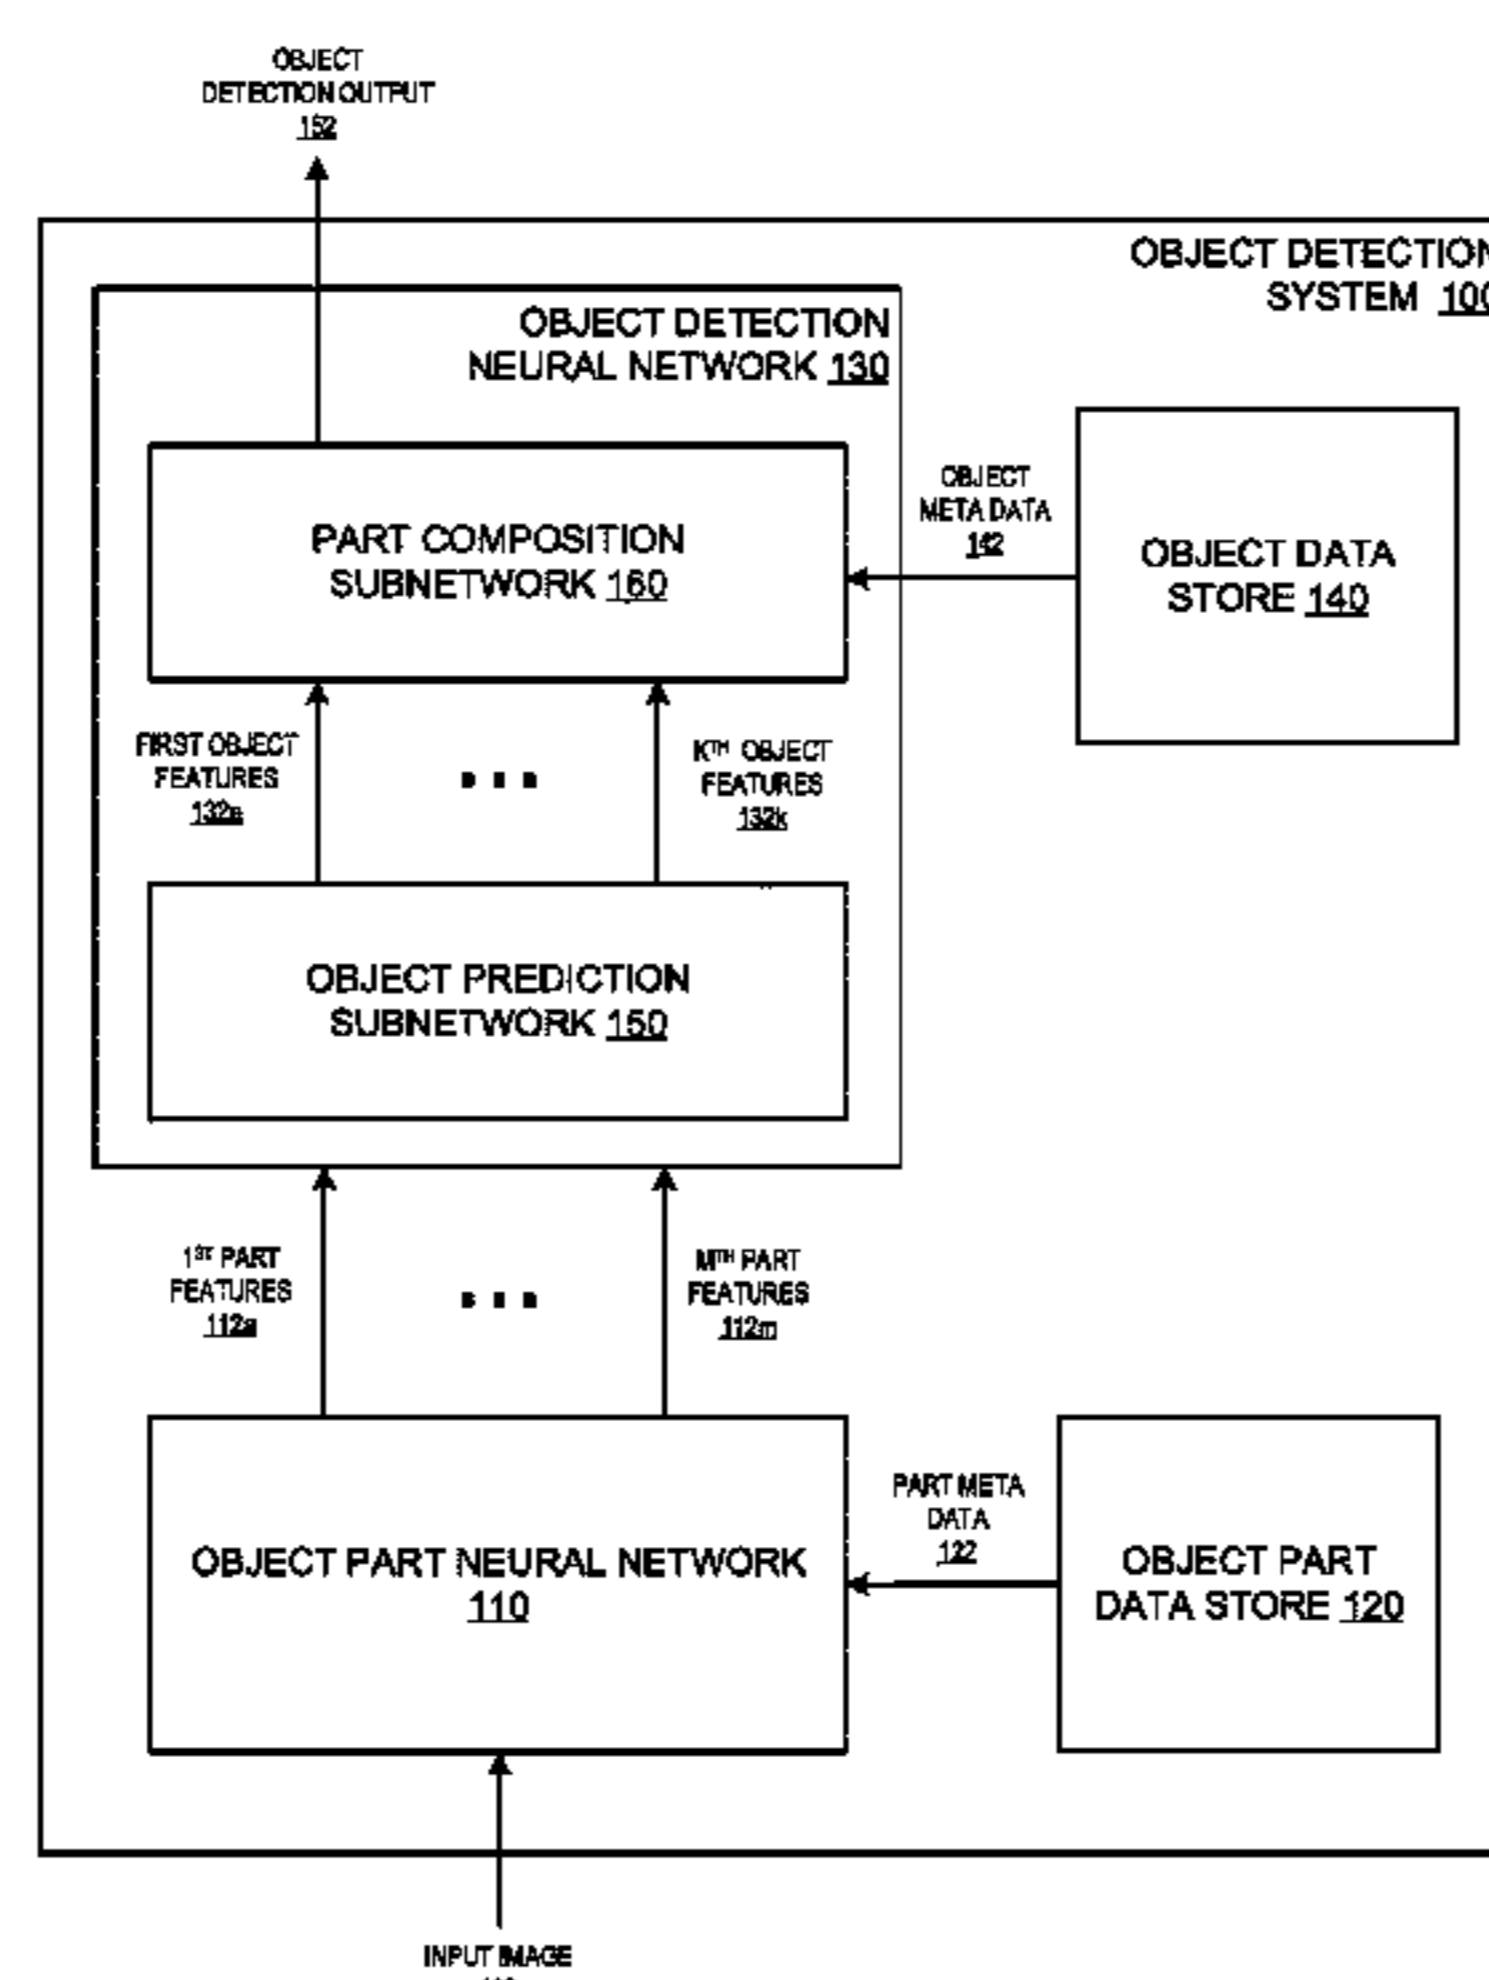 OBJECT
DETECTION OUTPUT
152
OBJECT DETECTION
SYSTEM 100
OBJECT DETECTION
NEURAL NETWORK 130
PART COMPOSITION
SUBNETWORK 160
OBJECT
META DATA
142
OBJECT DATA
STORE 140
FIRST OBJECT
FEATURES
132a
...
KTH OBJECT
FEATURES
132k
OBJECT PREDICTION
SUBNETWORK 150
1ST PART
FEATURES
112a
...
MTH PART
FEATURES
112m
OBJECT PART NEURAL NETWORK
110
PART META
DATA
122
OBJECT PART
DATA STORE 120
INPUT IMAGE